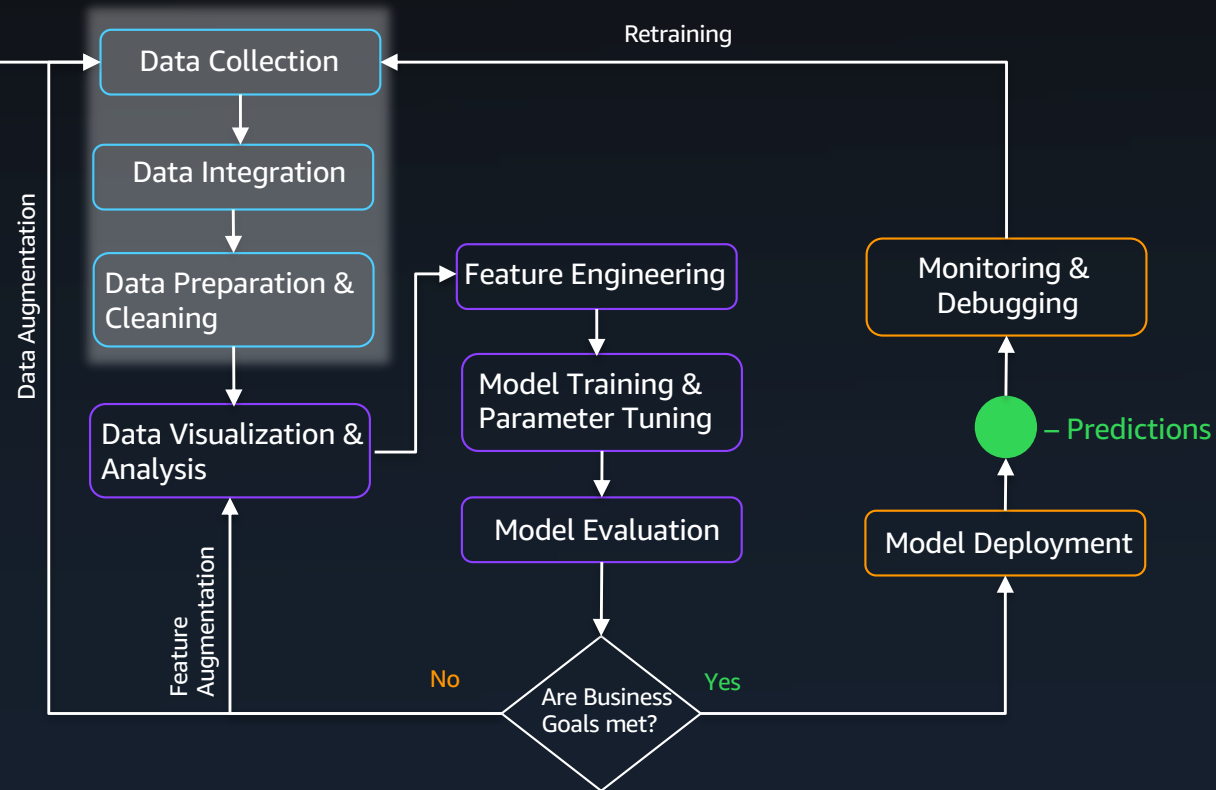 Data Collection
Retraining
Data Integration
Data Augmentation
Data Preparation &
Cleaning
Feature Engineering
Monitoring &
Debugging
Model Training &
Parameter Tuning
Data Visualization &
Analysis
– Predictions
Model Evaluation
Model Deployment
Feature
Augmentation
No
Yes
Are Business
Goals met?